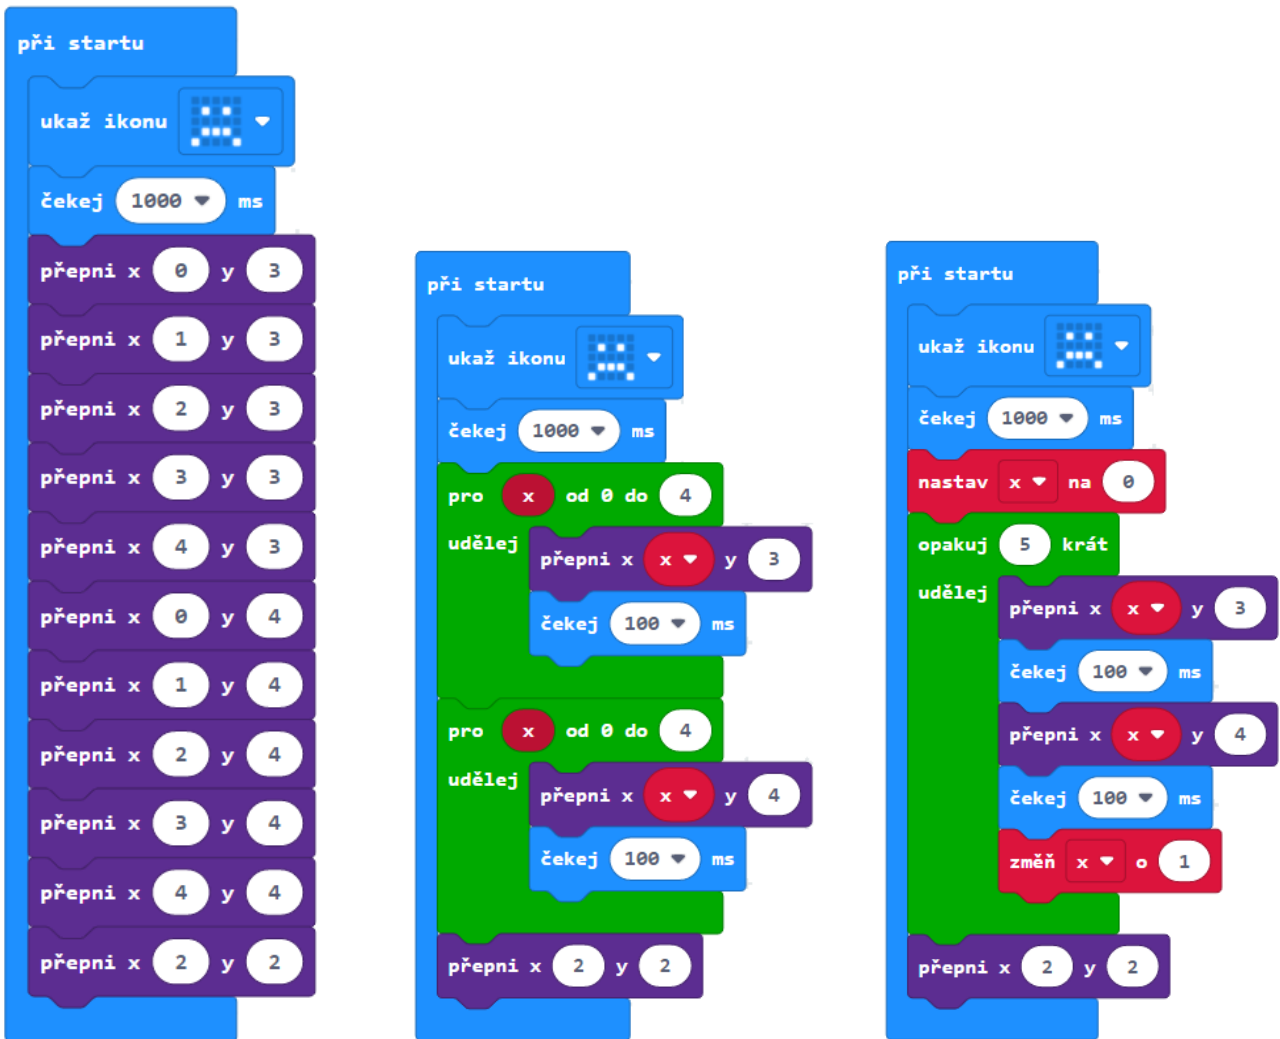 při startu
ukaž ikonu
čekej 1000 ms
přepni x 0 y 3
přepni x 1 y 3
přepni x 2 y 3
přepni x 3 y 3
přepni x 4 y 3
přepni x 0 y 4
přepni x 1 y 4
přepni x 2 y 4
přepni x 3 y 4
přepni x 4 y 4
přepni x 2 y 2
při startu
ukaž ikonu
čekej 1000 ms
pro x od 0 do 4
udělej
přepni x x y 3
čekej 100 ms
pro x od 0 do 4
udělej
přepni x x y 4
čekej 100 ms
přepni x 2 y 2
při startu
ukaž ikonu
čekej 1000 ms
nastav x na 0
opakuj 5 krát
udělej
přepni x x y 3
čekej 100 ms
přepni x x y 4
čekej 100 ms
změň x o 1
přepni x 2 y 2